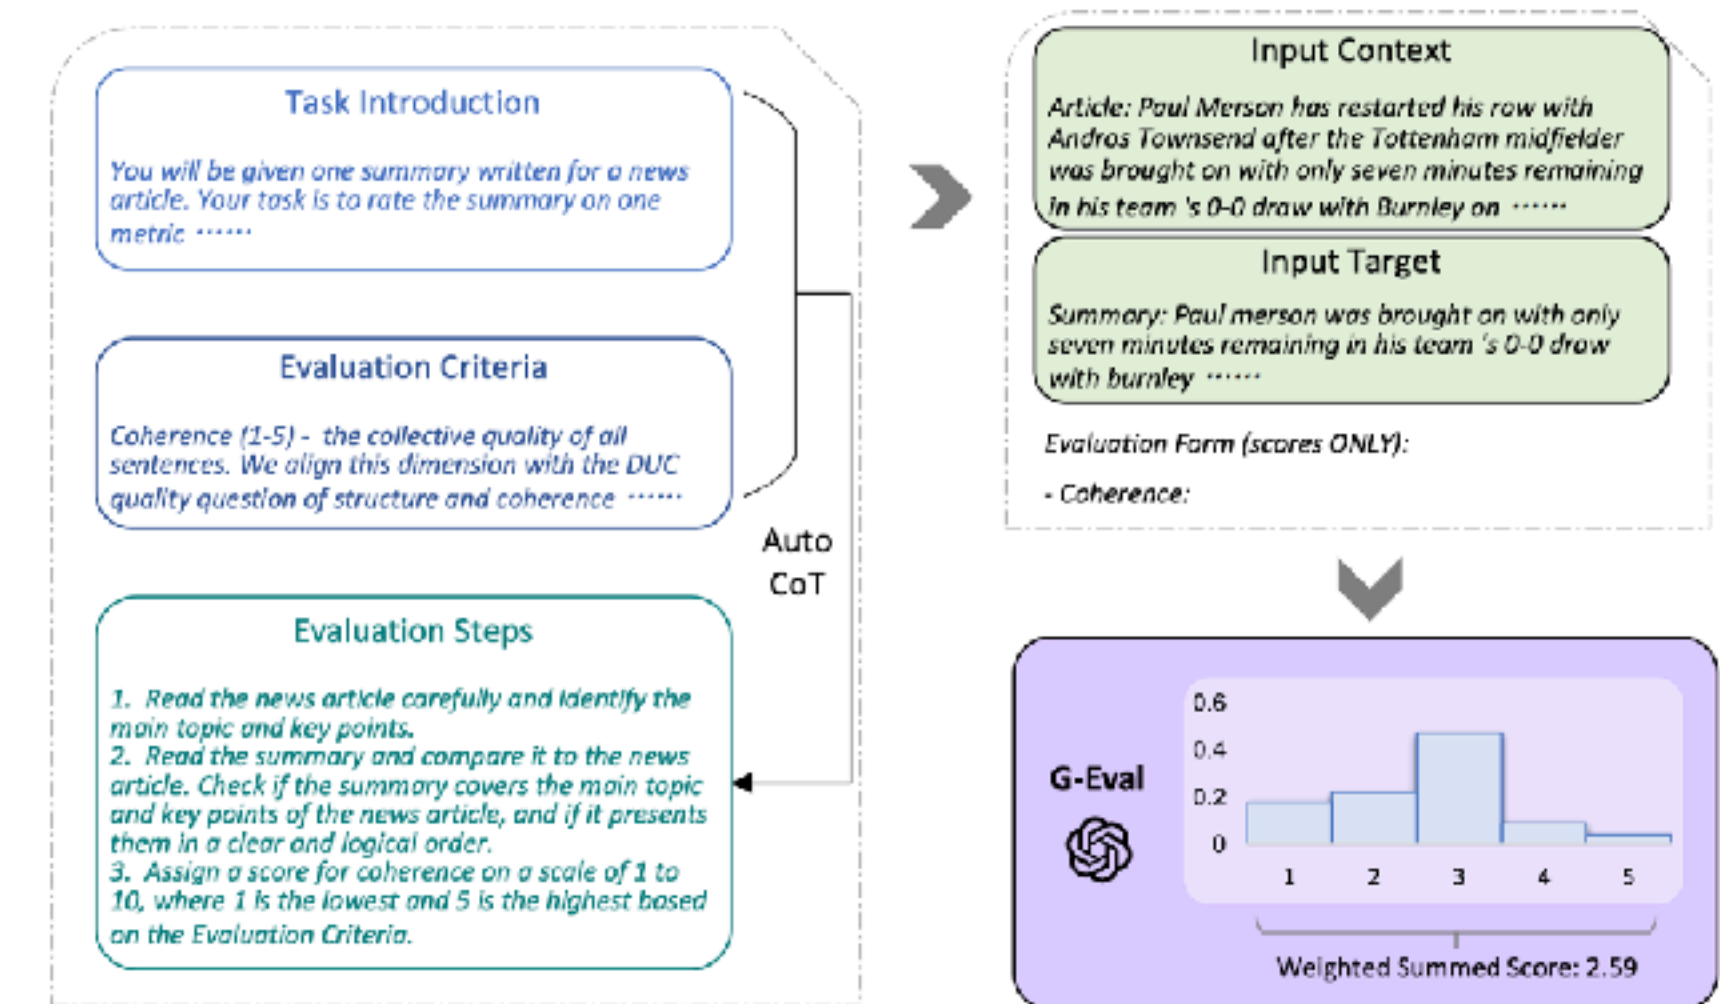 Task Introduction
You will be given one summary written for a news
article. Your task is to rate the summary on one
metric ······
Evaluation Criteria
Coherence (1-5) - the collective quality of all
sentences. We align this dimension with the DUC
quality question of structure and coherence ······
Auto
CoT
Evaluation Steps
1. Read the news article carefully and identify the
main topic and key points.
2. Read the summary and compare it to the news
article. Check if the summary covers the main topic
and key points of the news article, and if it presents
them in a clear and logical order.
3. Assign a score for coherence on a scale of 1 to
10, where 1 is the lowest and 5 is the highest based
on the Evaluation Criteria.
Input Context
Article: Paul Merson has restarted his row with
Andros Townsend after the Tottenham midfielder
was brought on with only seven minutes remaining
in his team 's 0-0 draw with Burnley on ······
Input Target
Summary: Paul merson was brought on with only
seven minutes remaining in his team 's 0-0 draw
with burnley ······
Evaluation Form (scores ONLY):
- Coherence:
G-Eval
0.6
0.4
0.2
0
1 2 3 4 5
Weighted Summed Score: 2.59